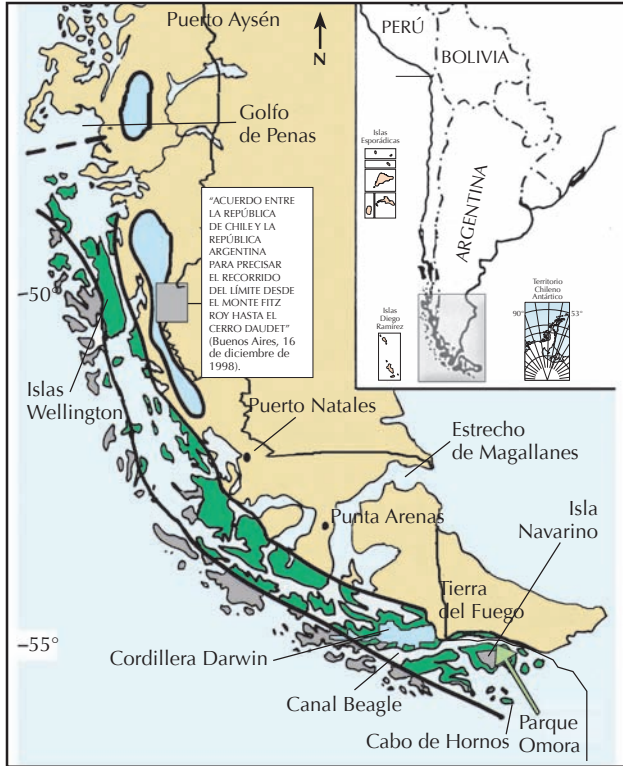 Puerto Aysén
N
Golfo
de Penas
"ACUERDO ENTRE
LA REPÚBLICA
DE CHILE Y LA
REPÚBLICA
ARGENTINA
PARA PRECISAR
EL RECORRIDO
DEL LÍMITE DESDE
EL MONTE FITZ
ROY HASTA EL
CERRO DAUDET"
(Buenos Aires, 16
de diciembre de
1998).
–50°
Islas
Wellington
Puerto Natales
Estrecho
de Magallanes
Punta Arenas
Isla
Navarino
Tierra
del Fuego
–55°
Cordillera Darwin
Canal Beagle
Cabo de Hornos
Parque
Omora
PERÚ
BOLIVIA
ARGENTINA
Islas
Esporádicas
Islas
Diego
Ramírez
Territorio
Chileno
Antártico
90°
53°